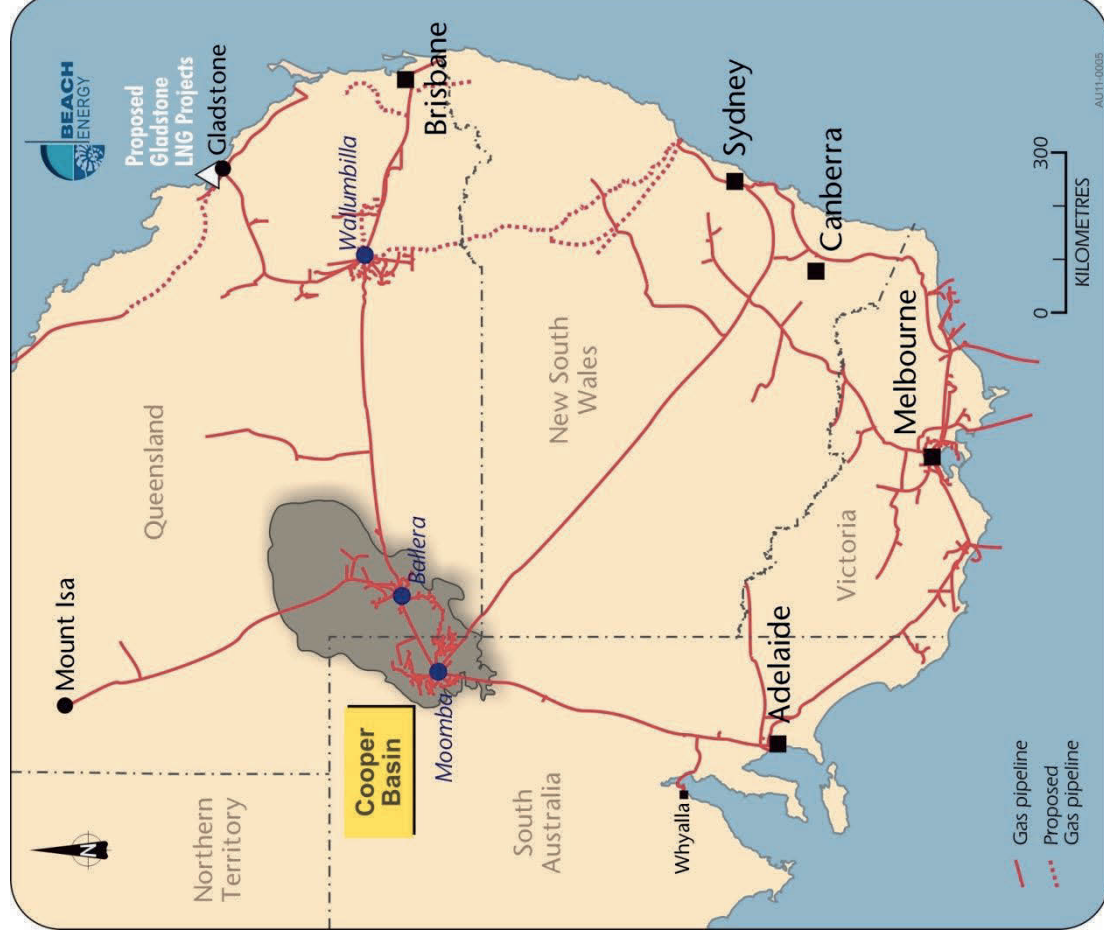 BEACH
ENERGY
Proposed
Gladstone
LNG Projects
Gladstone
Mount Isa
N
Northern
Territory
Queensland
Wallumbilla
Brisbane
Cooper
Basin
Ballera
Moomba
South
Australia
New South
Wales
Whyalla
Adelaide
Sydney
Canberra
Victoria
Melbourne
Gas pipeline
Proposed
Gas pipeline
0
300
KILOMETRES
AU11-0005